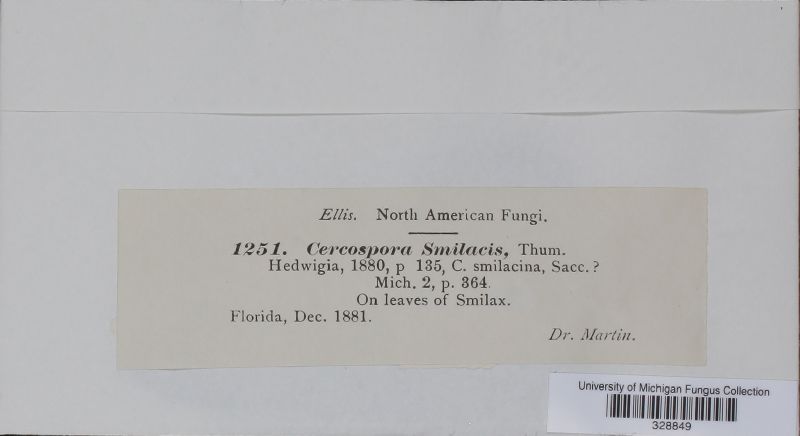 Ellis. North American Fungi.
1251. Cercospora Smilacis, Thum.
Hedwigia, 1880, p 135, C. smilacina, Sacc.?
Mich. 2, p. 364.
On leaves of Smilax.
Florida, Dec. 1881.
Dr. Martin.
University of Michigan Fungus Collection
328849